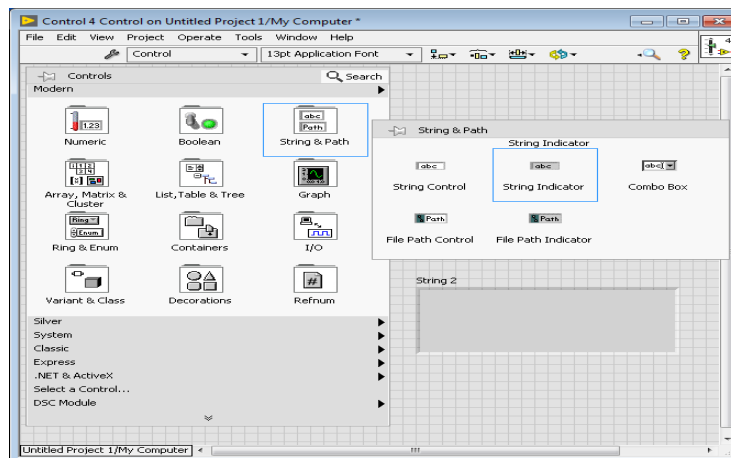 Control 4 Control on Untitled Project 1/My Computer *
File Edit View Project Operate Tools Window Help
Control 13pt Application Font
4
Controls Search
Modern
1.23
abc
Path
Numeric Boolean String & Path
Array, Matrix & Cluster List, Table & Tree Graph
Ring
Enum
Ring & Enum Containers I/O
#
Variant & Class Decorations Refnum
Silver
System
Classic
Express
.NET & ActiveX
Select a Control...
DSC Module
String & Path
String Indicator
abc abc abc
String Control String Indicator Combo Box
Path Path
File Path Control File Path Indicator
String 2
Untitled Project 1/My Computer